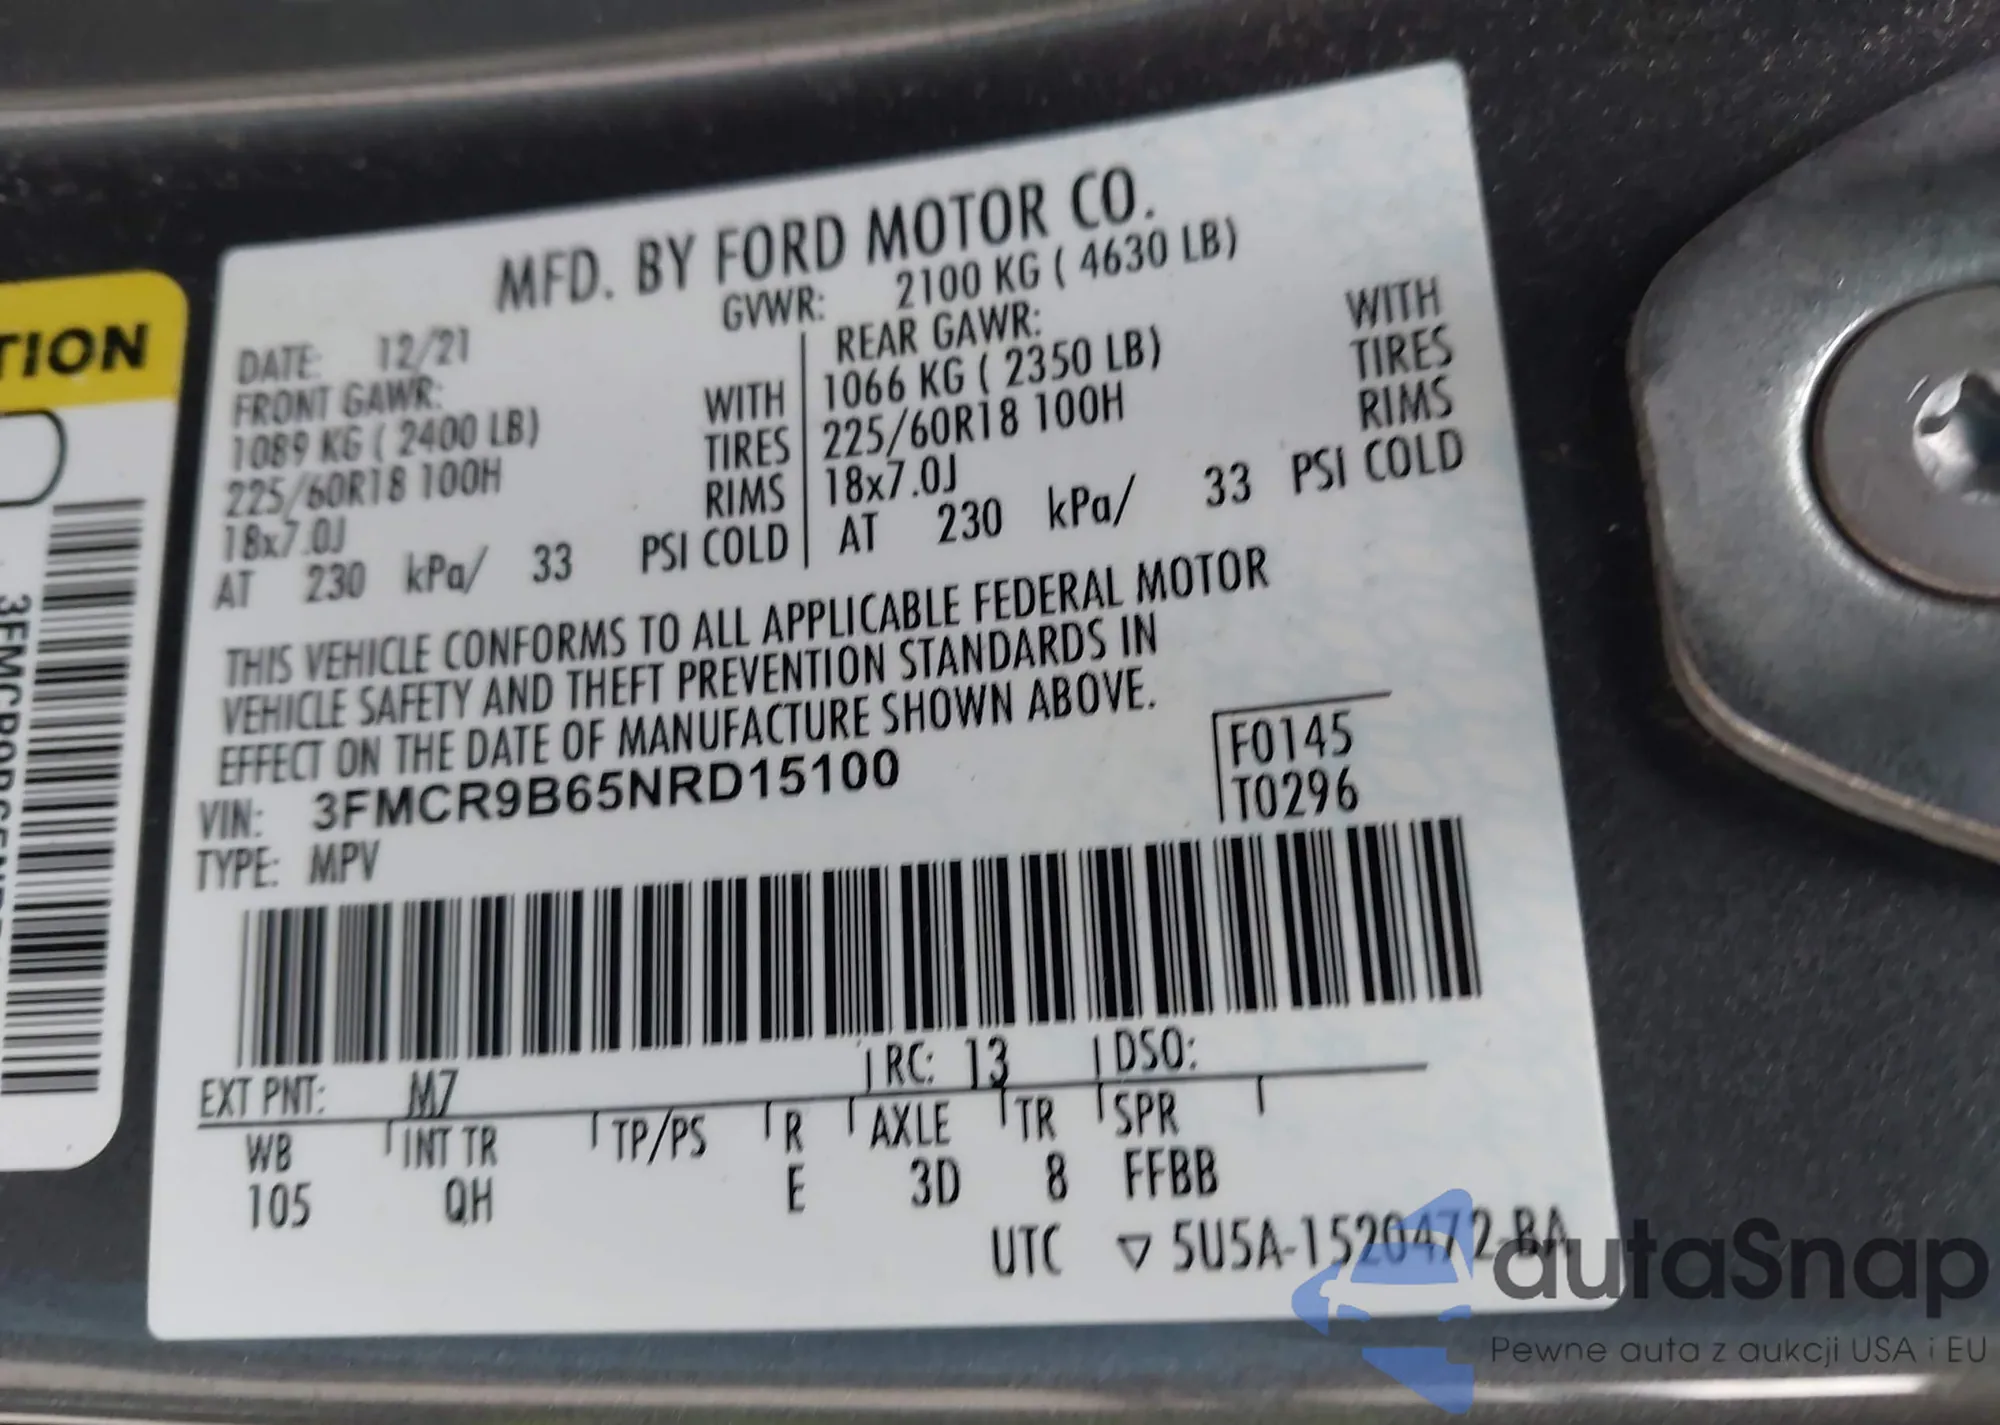 MFD. BY FORD MOTOR CO.
DATE: 12/21 GVWR: 2100 KG ( 4630 LB)
FRONT GAWR: REAR GAWR:
1089 KG ( 2400 LB) WITH 1066 KG ( 2350 LB) WITH
225/60R18 100H TIRES 225/60R18 100H TIRES
18x7.0J RIMS 18x7.0J RIMS
AT 230 kPa/ 33 PSI COLD AT 230 kPa/ 33 PSI COLD
THIS VEHICLE CONFORMS TO ALL APPLICABLE FEDERAL MOTOR
VEHICLE SAFETY AND THEFT PREVENTION STANDARDS IN
EFFECT ON THE DATE OF MANUFACTURE SHOWN ABOVE.
VIN: 3FMCR9B65NRD15100 F0145
TYPE: MPV T0296
EXT PNT: M7 RC: 13 DSO:
WB INT TR TP/PS R AXLE TR SPR
105 QH E 3D 8 FFBB
UTC ▽ 5U5A-1520472-BA
TION
autaSnap
Pewne auta z aukcji USA i EU